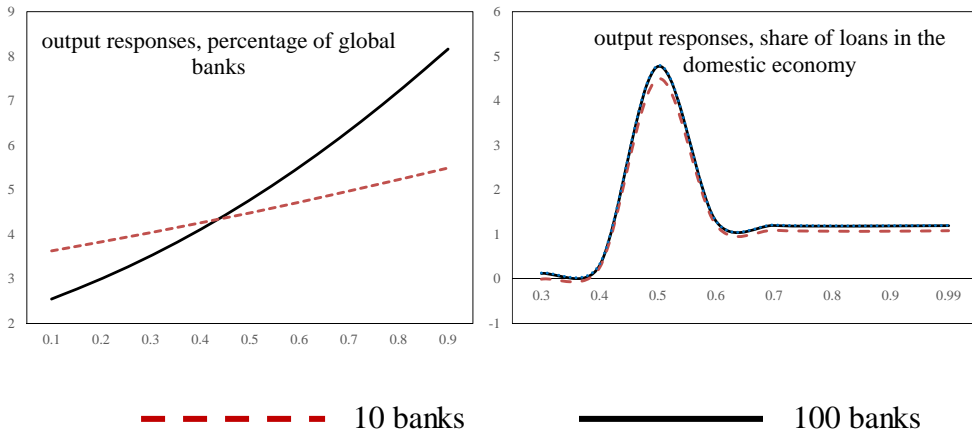 9
8
7
6
5
4
3
2
output responses, percentage of global
banks
0.1 0.2 0.3 0.4 0.5 0.6 0.7 0.8 0.9
6
5
4
3
2
1
0
-1
output responses, share of loans in the
domestic economy
0.3 0.4 0.5 0.6 0.7 0.8 0.9 0.99
10 banks
100 banks